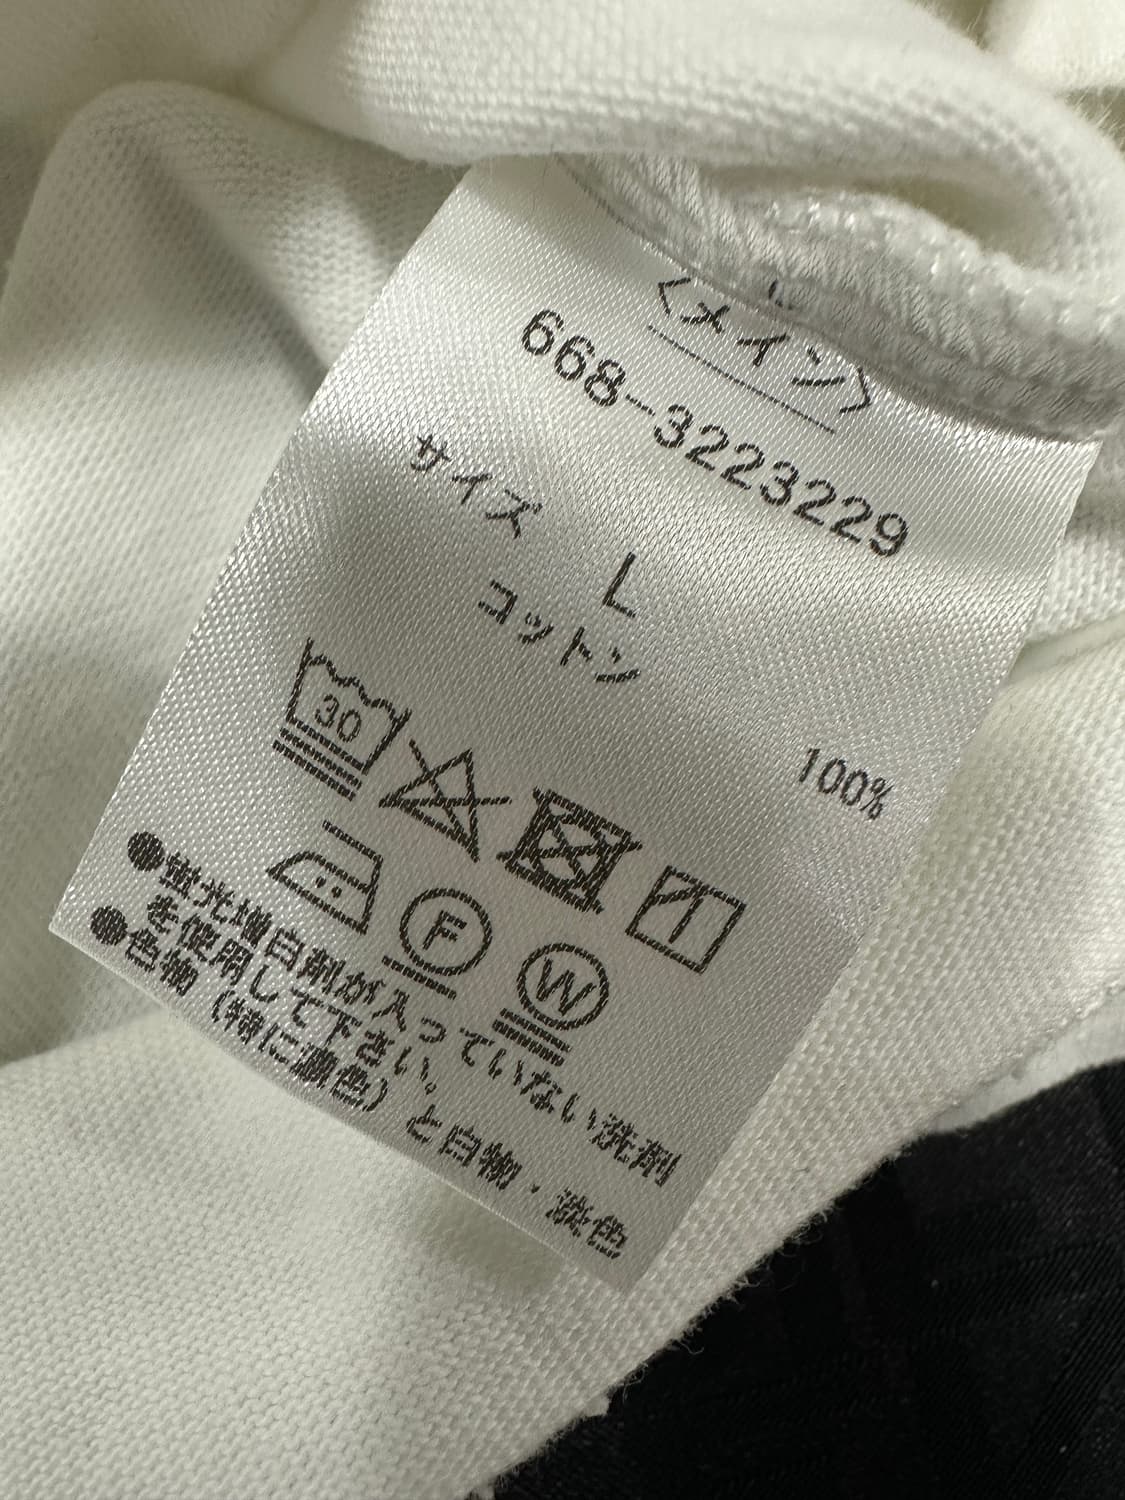 〈メイン〉
668-3223229
サイズ L
コットン 100%
30
F
W
●蛍光増白剤が入っていない洗剤
を使用して下さい。
●色物（特に濃色）と白物・淡色